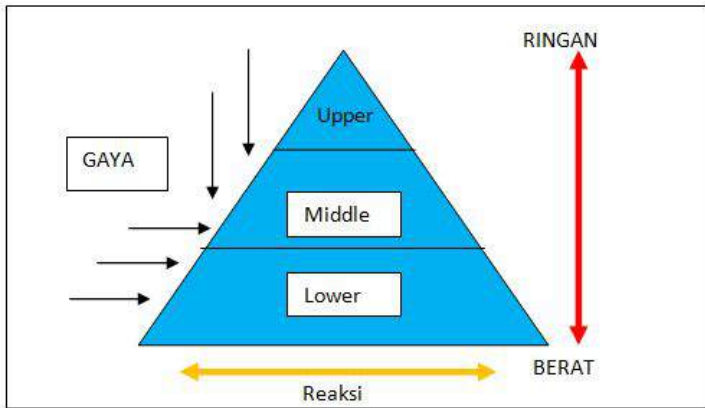 RINGAN
Upper
GAYA
Middle
Lower
BERAT
Reaksi